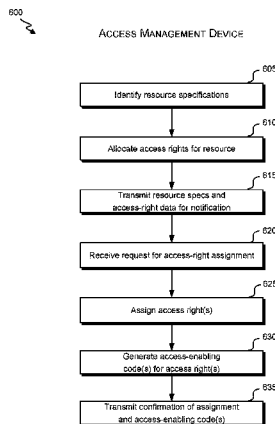 600
ACCESS MANAGEMENT DEVICE
605
Identify resource specifications
610
Allocate access rights for resource
615
Transmit resource specs and
access-right data for notification
620
Receive request for access-right assignment
625
Assign access right(s)
630
Generate access-enabling
code(s) for access right(s)
635
Transmit confirmation of assignment
and access-enabling code(s)